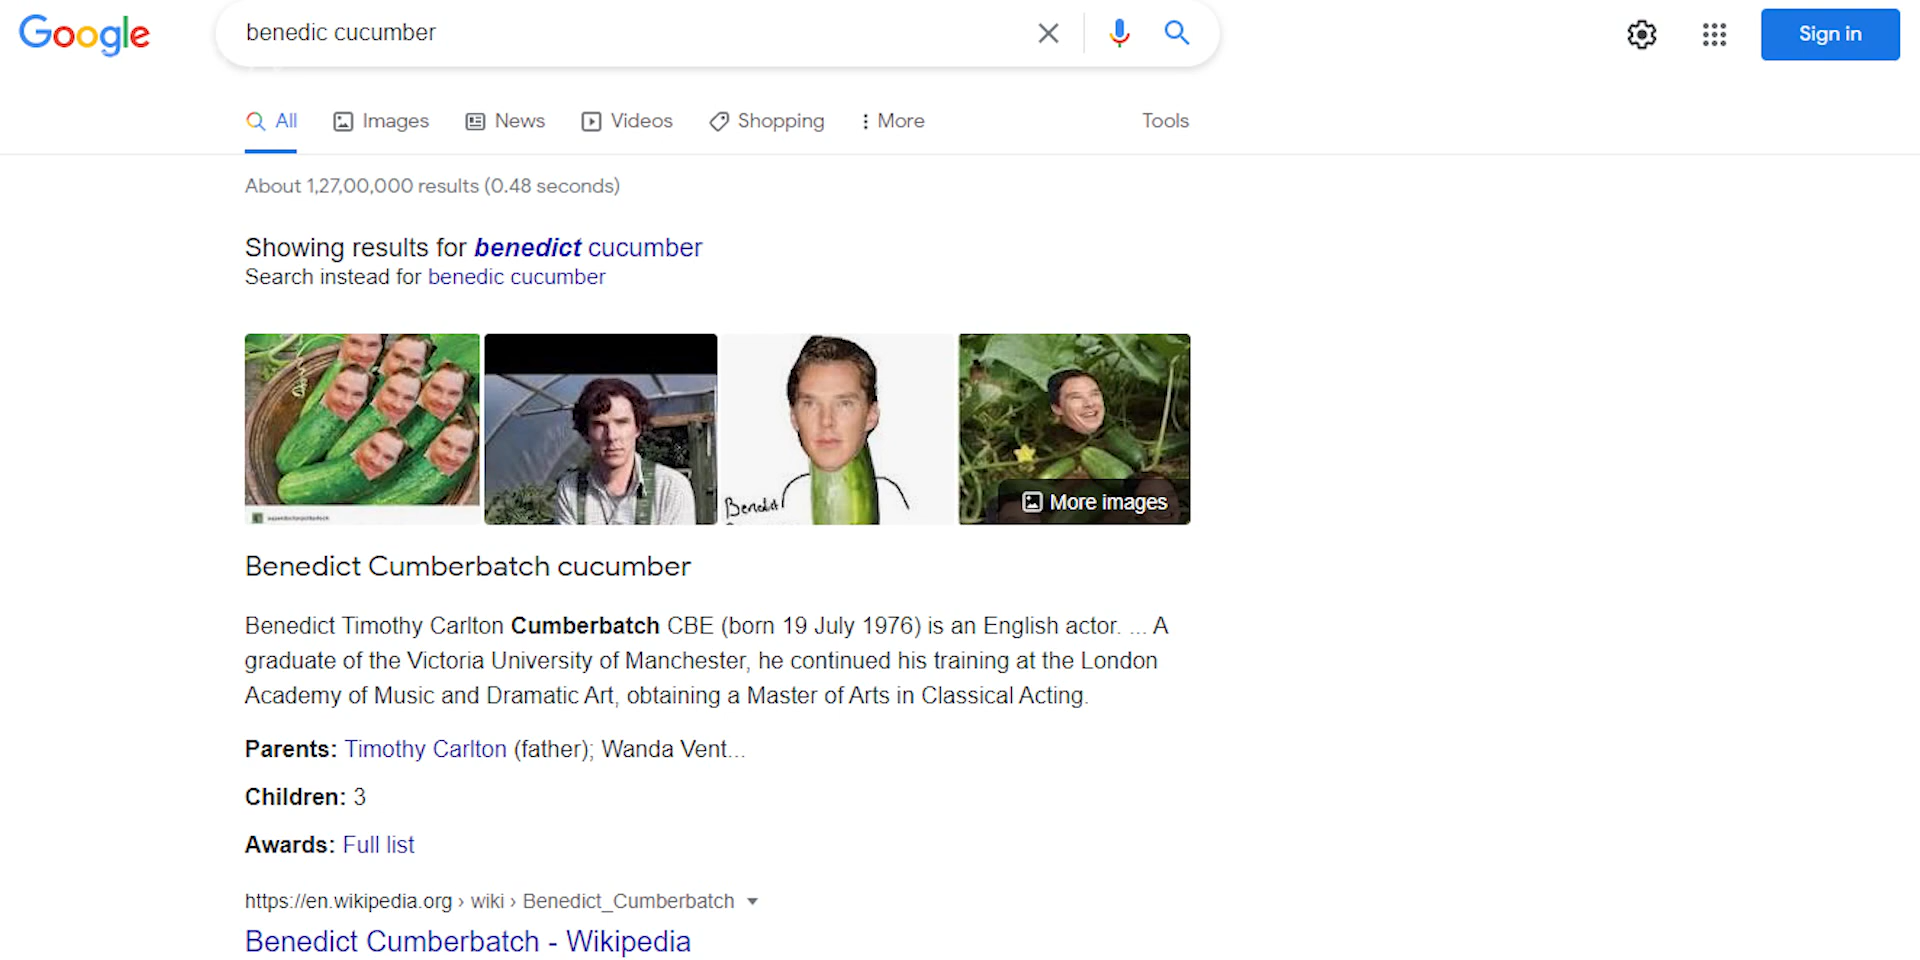 Google
benedic cucumber
Sign in
All
Images
News
Videos
Shopping
More
Tools
About 1,27,00,000 results (0.48 seconds)
Showing results for benedict cucumber
Search instead for benedic cucumber
Benedict
More images
Benedict Cumberbatch cucumber
Benedict Timothy Carlton Cumberbatch CBE (born 19 July 1976) is an English actor. ... A
graduate of the Victoria University of Manchester, he continued his training at the London
Academy of Music and Dramatic Art, obtaining a Master of Arts in Classical Acting.
Parents: Timothy Carlton (father); Wanda Vent...
Children: 3
Awards: Full list
https://en.wikipedia.org › wiki › Benedict_Cumberbatch
Benedict Cumberbatch - Wikipedia